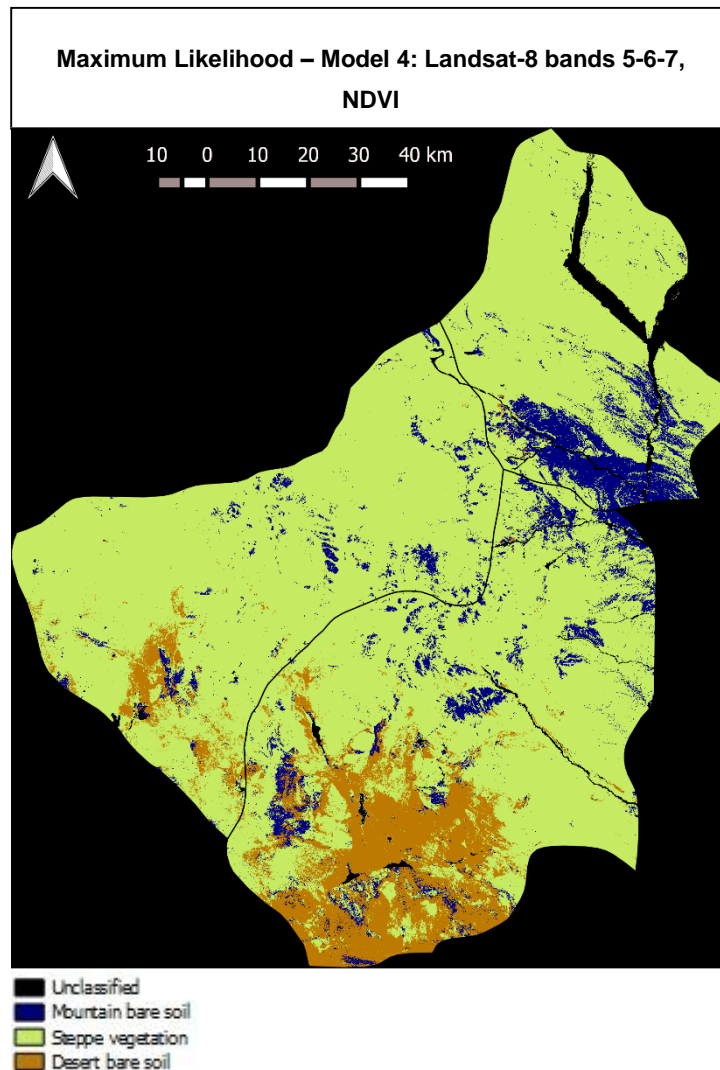 Maximum Likelihood – Model 4: Landsat-8 bands 5-6-7,
NDVI
10 0 10 20 30 40 km
Unclassified
Mountain bare soil
Steppe vegetation
Desert bare soil